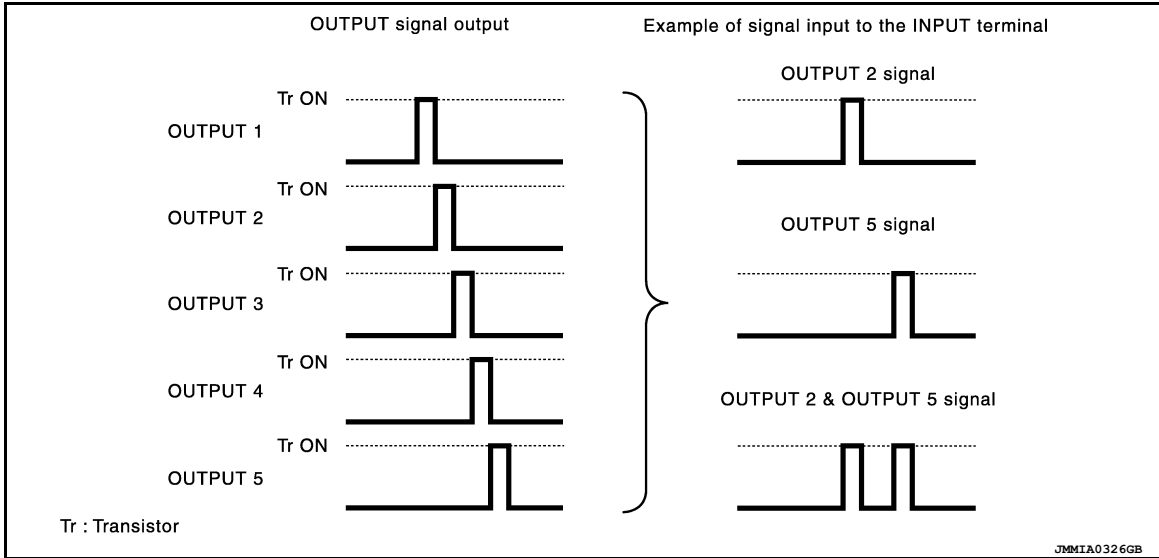 OUTPUT signal output
Example of signal input to the INPUT terminal
OUTPUT 2 signal
Tr ON
OUTPUT 1
Tr ON
OUTPUT 2
OUTPUT 5 signal
Tr ON
OUTPUT 3
Tr ON
OUTPUT 4
OUTPUT 2 & OUTPUT 5 signal
Tr ON
OUTPUT 5
Tr : Transistor
JMMIA0326GB